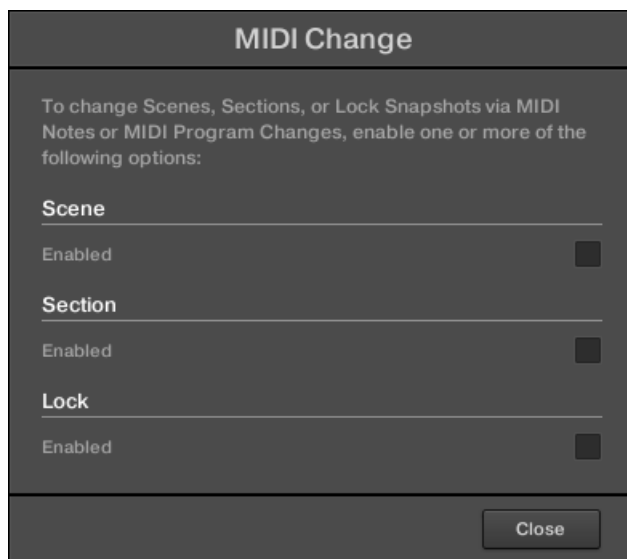 MIDI Change
To change Scenes, Sections, or Lock Snapshots via MIDI
Notes or MIDI Program Changes, enable one or more of the
following options:
Scene
Enabled
Section
Enabled
Lock
Enabled
Close